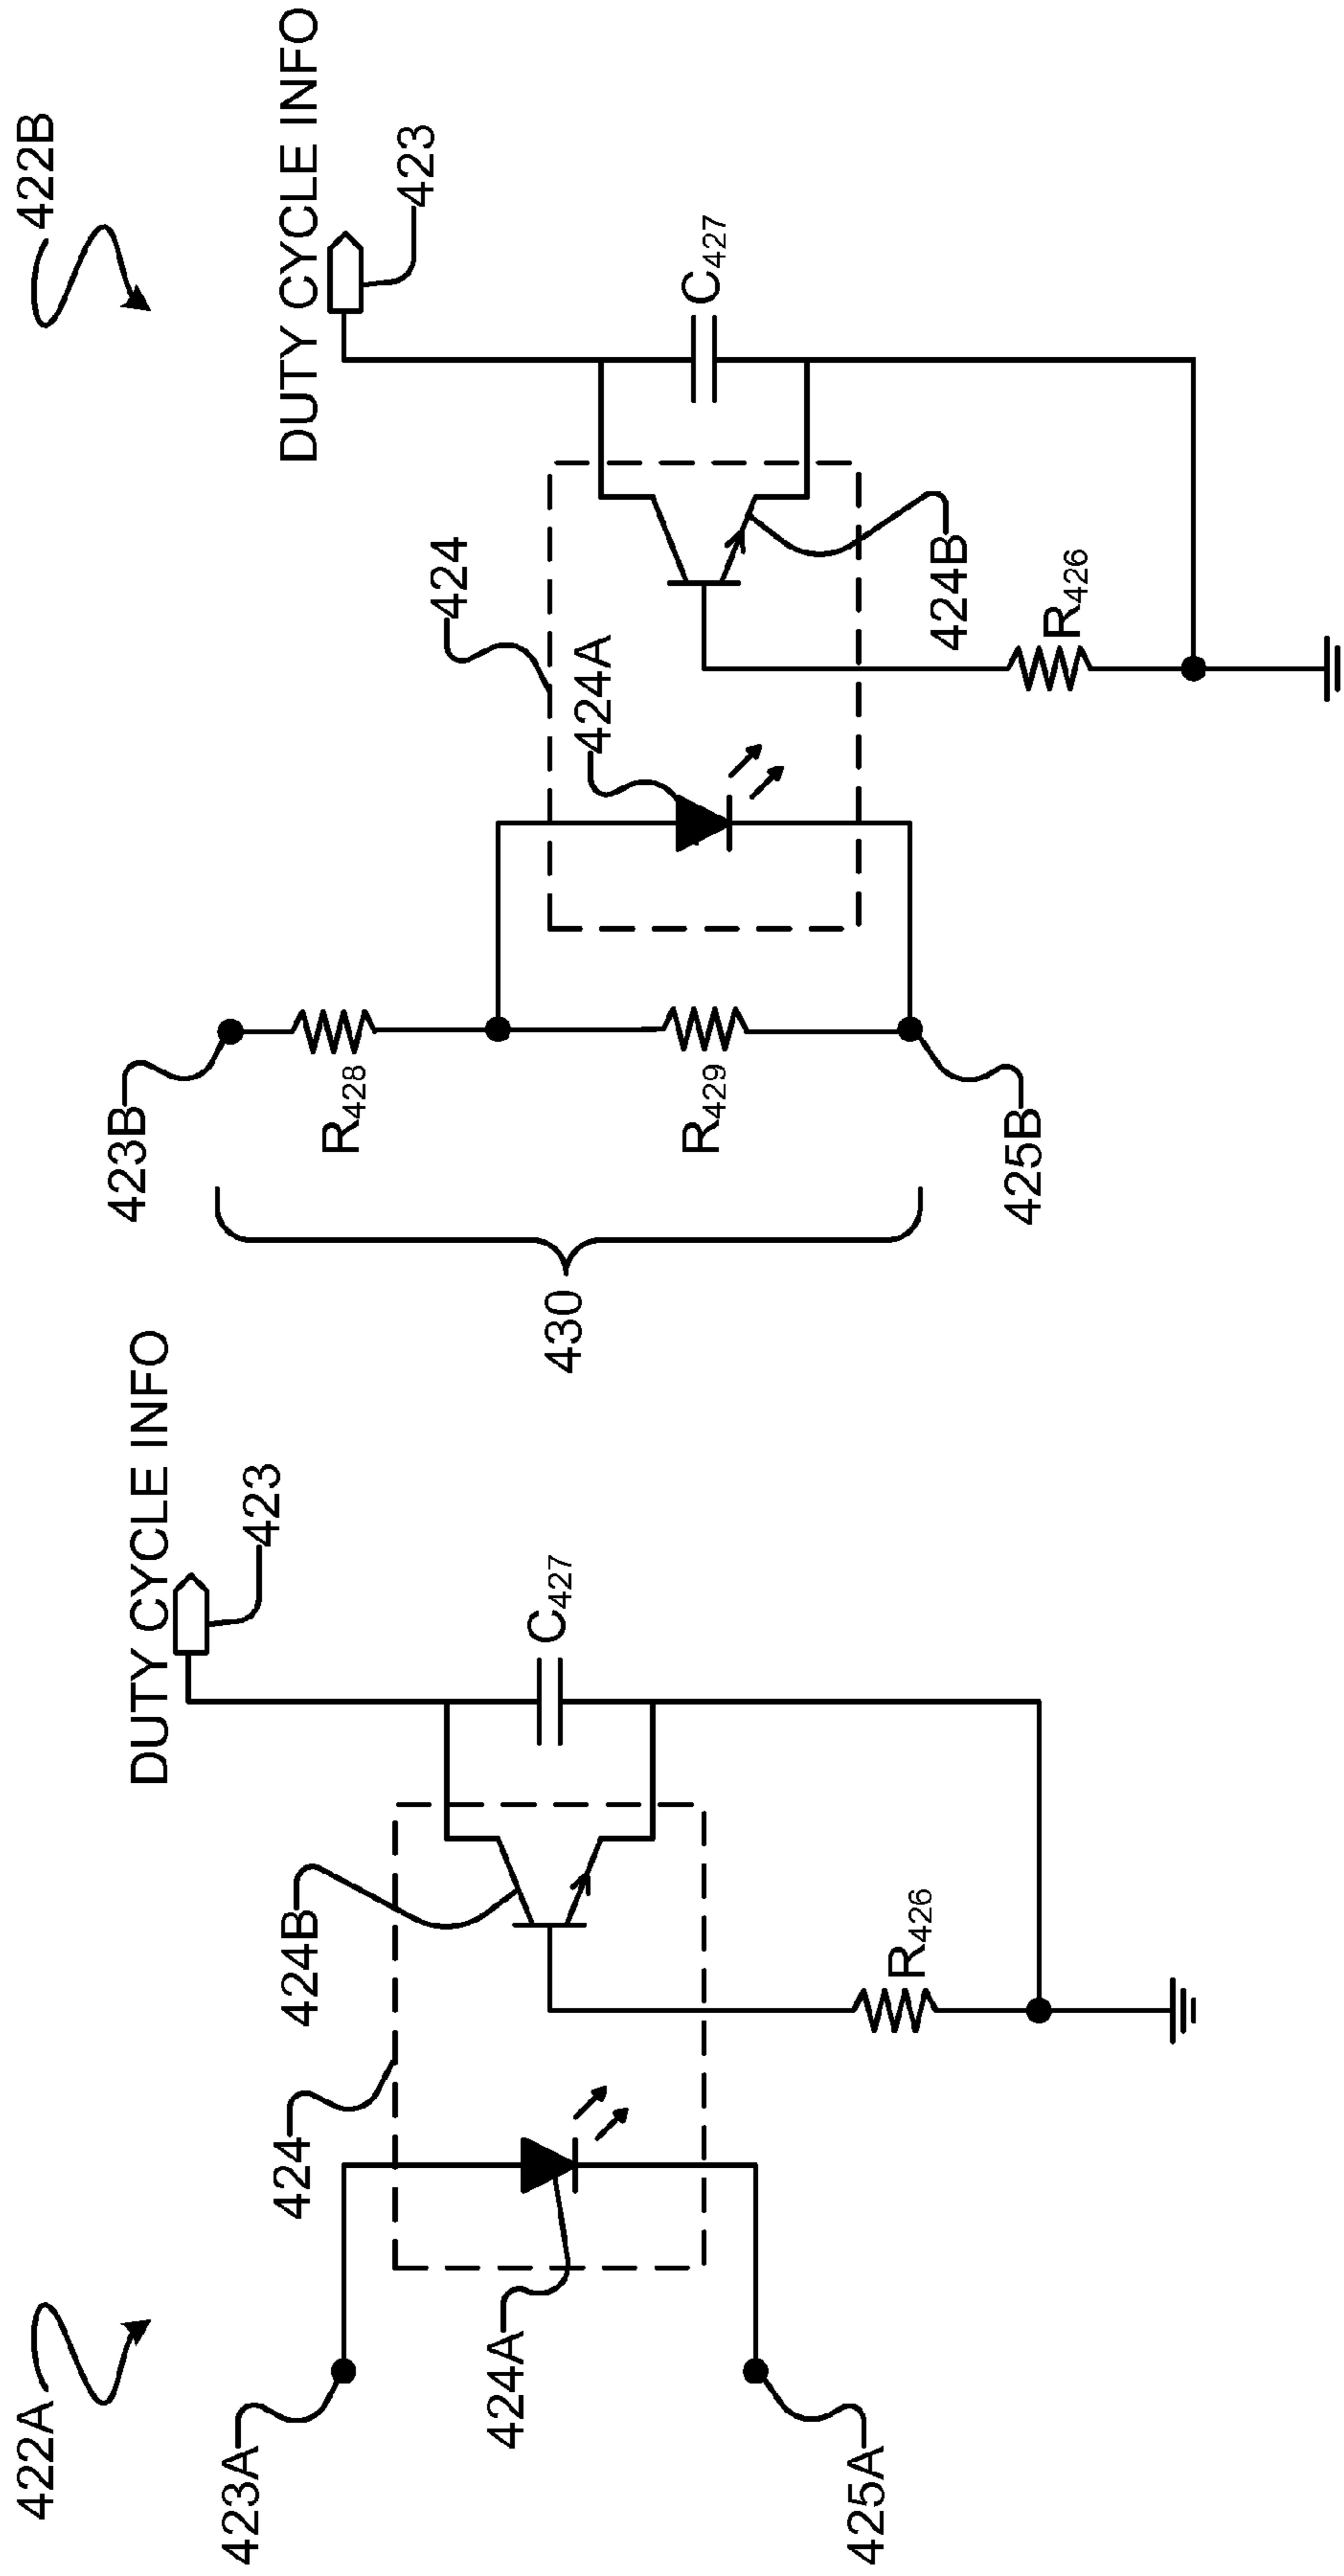 422A
DUTY CYCLE INFO
423
424B
424
423A
424A
C427
R426
425A
422B
DUTY CYCLE INFO
423
424
424A
C427
423B
R428
R429
424B
R426
430
425B